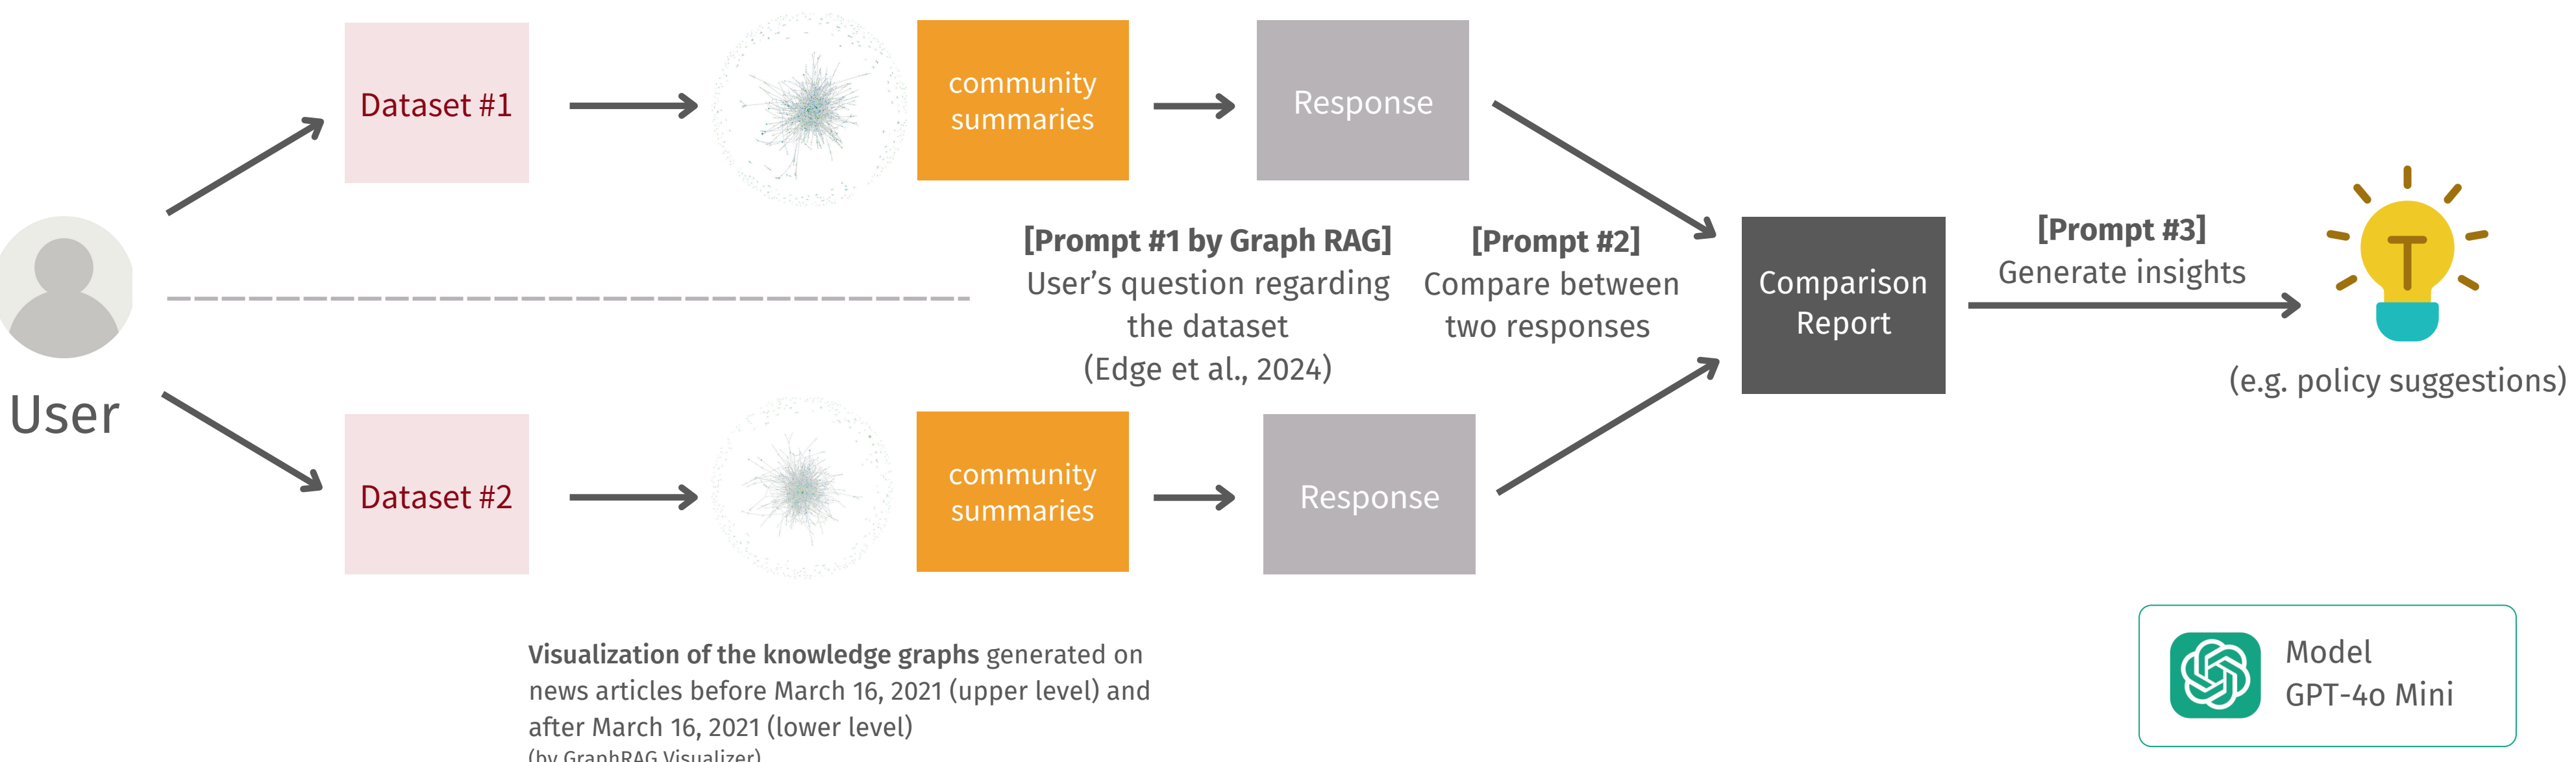 Dataset #1
community
summaries
Response
[Prompt #1 by Graph RAG]
User's question regarding
the dataset
(Edge et al., 2024)
[Prompt #2]
Compare between
two responses
Comparison
Report
[Prompt #3]
Generate insights
(e.g. policy suggestions)
User
Dataset #2
community
summaries
Response
Visualization of the knowledge graphs generated on
news articles before March 16, 2021 (upper level) and
after March 16, 2021 (lower level)
(by GraphRAG Visualizer)
Model
GPT-4o Mini